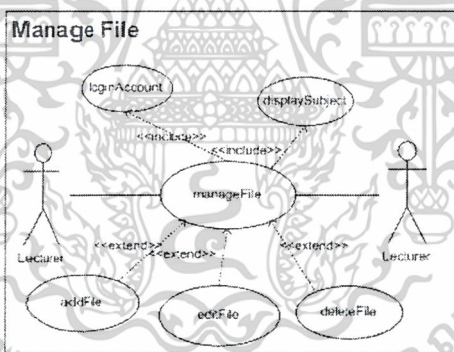 Manage File
loginAccount
displaySubject
<<include>>
<<include>>
manageFile
Lecturer
Lecturer
<<extend>>
<<extend>>
<<extend>>
addFile
editFile
deleteFile